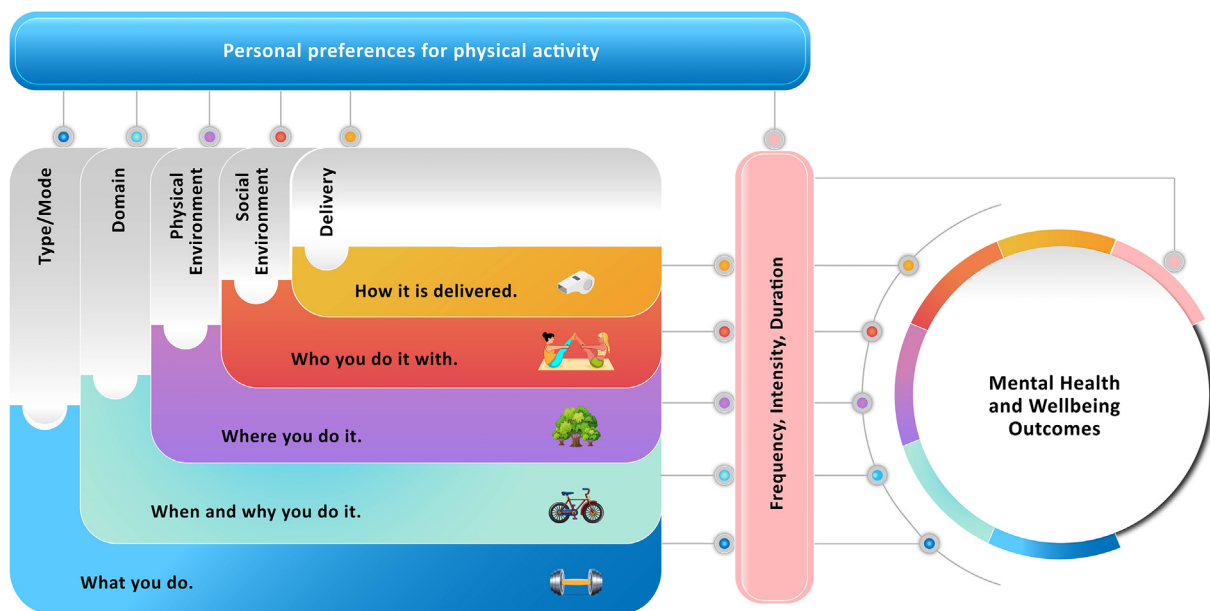 Personal preferences for physical activity
Type/Mode
Domain
Physical
Environment
Social
Environment
Delivery
How it is delivered.
Who you do it with.
Where you do it.
When and why you do it.
What you do.
Frequency, Intensity, Duration
Mental Health
and Wellbeing
Outcomes